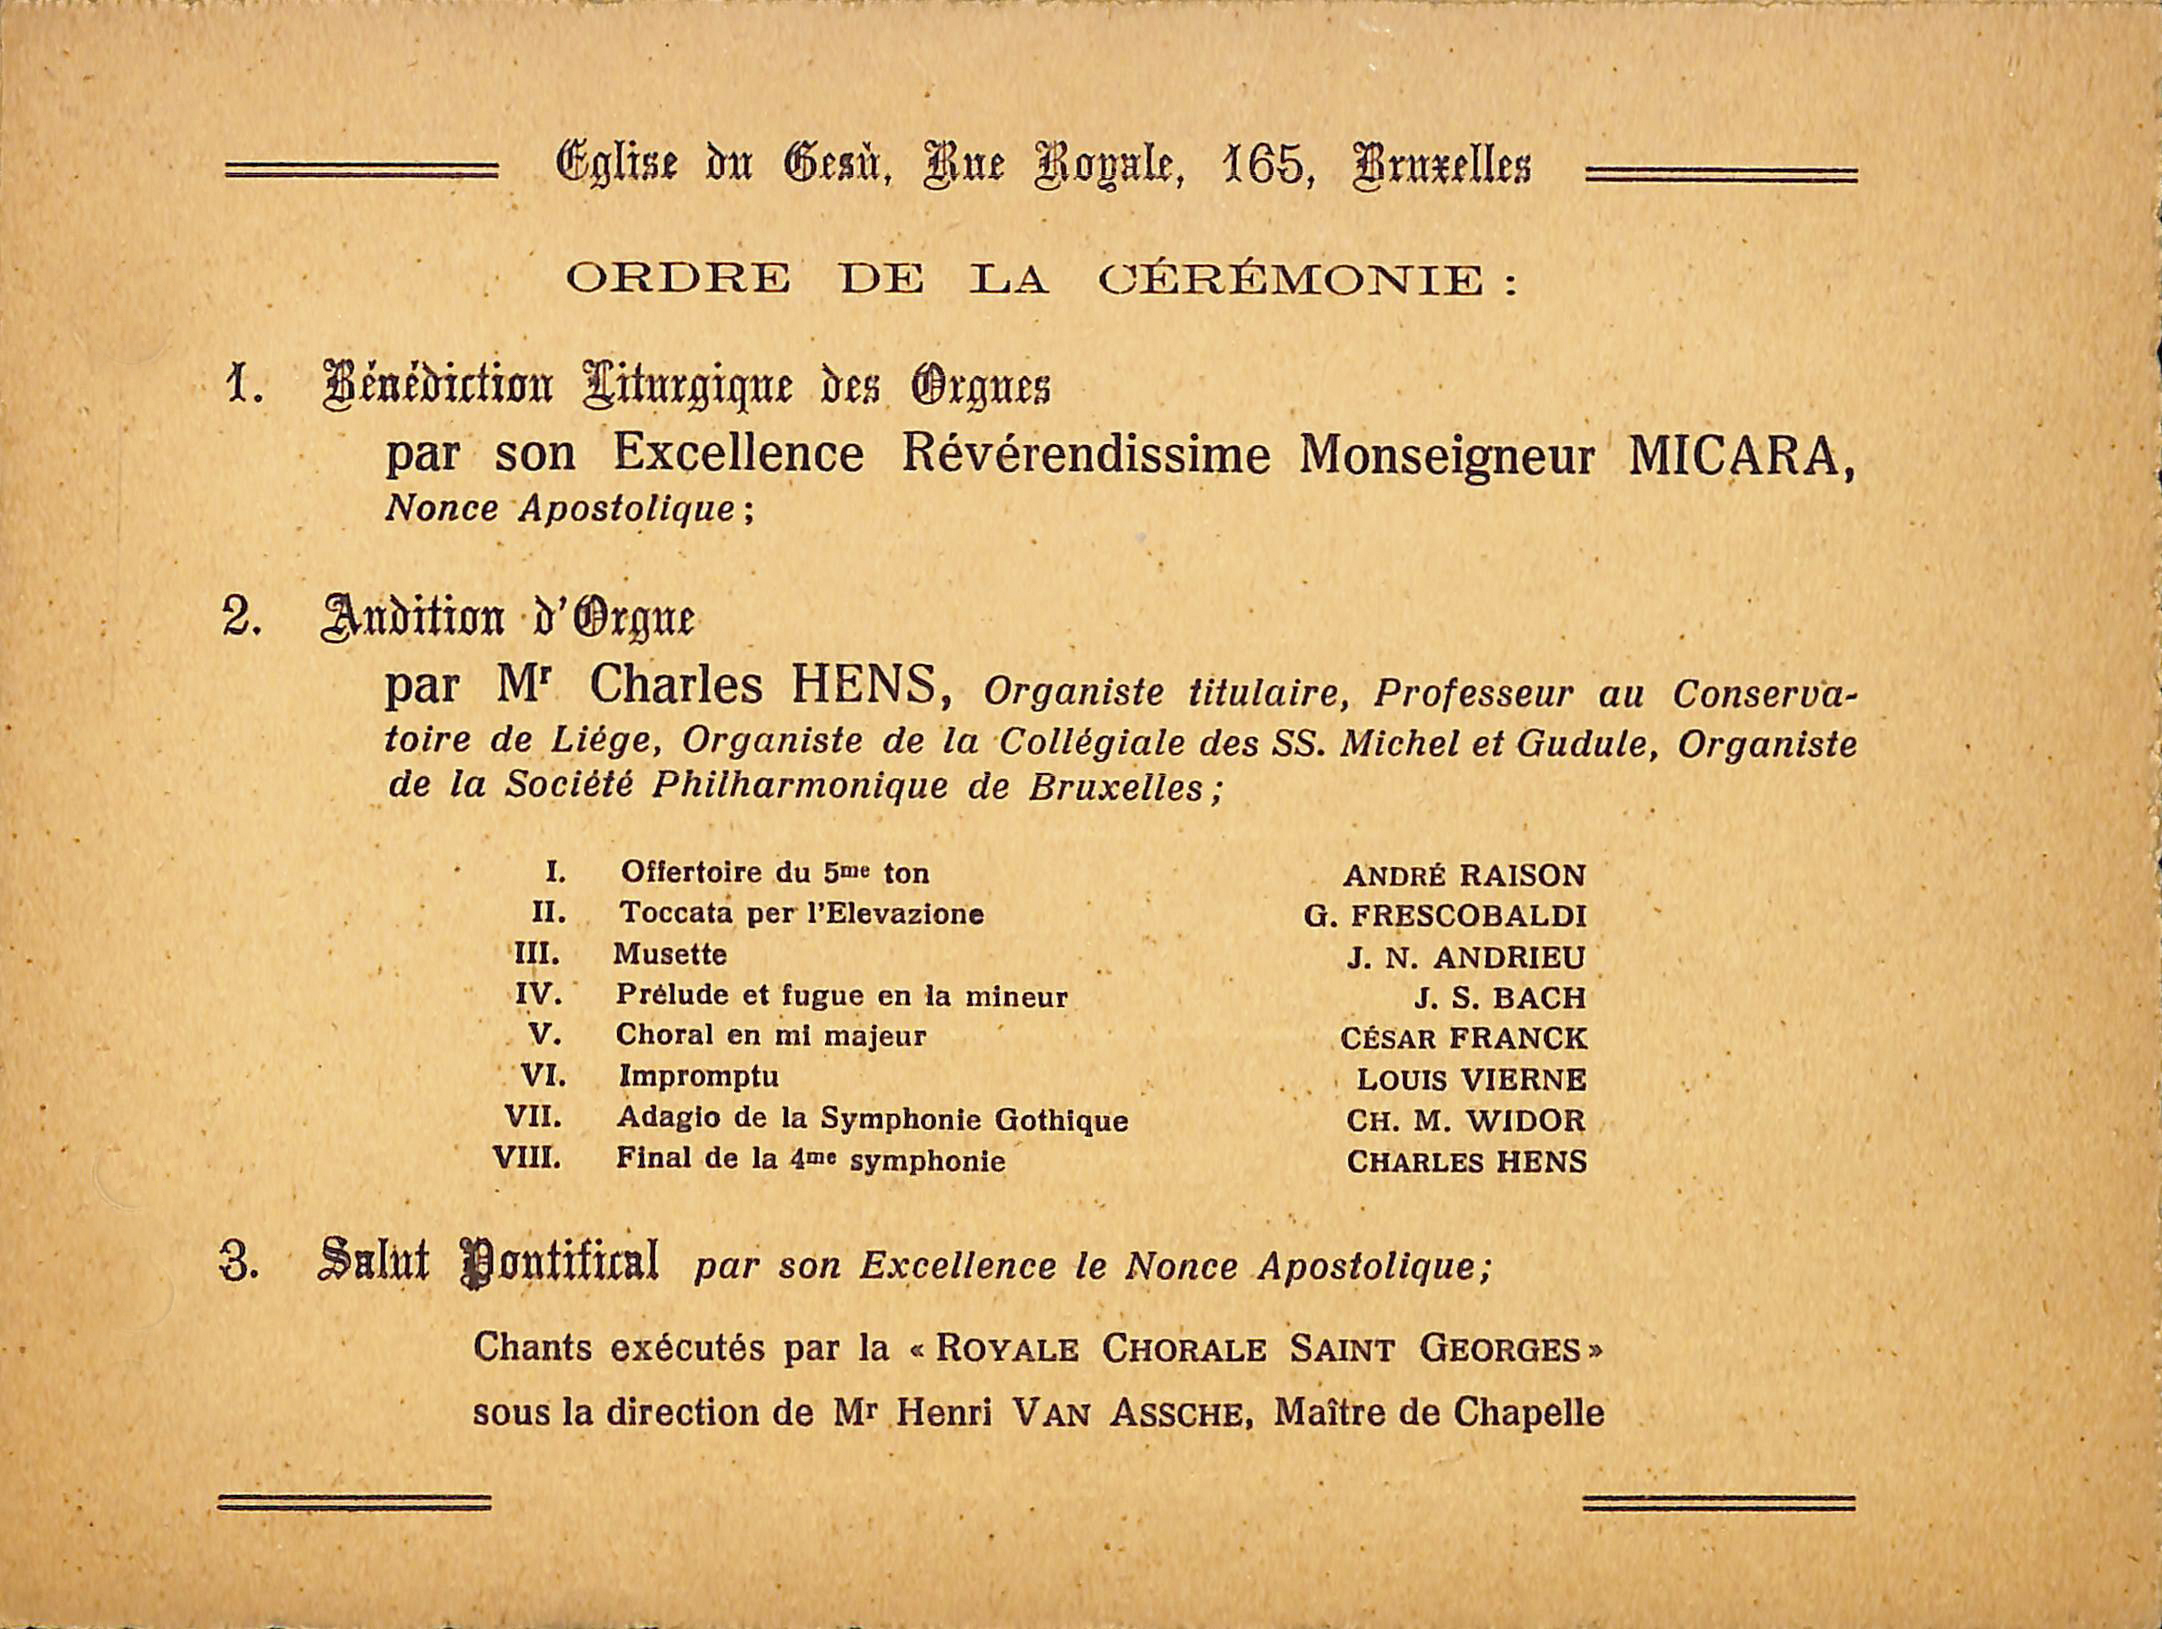 Eglise du Gesù, Rue Royale, 165, Bruxelles
ORDRE DE LA CÉRÉMONIE :
1. Bénédiction Liturgique des Orgues
par son Excellence Révérendissime Monseigneur MICARA,
Nonce Apostolique ;
2. Audition d'Orgue
par Mr Charles HENS, Organiste titulaire, Professeur au Conserva-
toire de Liége, Organiste de la Collégiale des SS. Michel et Gudule, Organiste
de la Société Philharmonique de Bruxelles ;
I. Offertoire du 5me ton ANDRÉ RAISON
II. Toccata per l'Elevazione G. FRESCOBALDI
III. Musette J. N. ANDRIEU
IV. Prélude et fugue en la mineur J. S. BACH
V. Choral en mi majeur CÉSAR FRANCK
VI. Impromptu LOUIS VIERNE
VII. Adagio de la Symphonie Gothique CH. M. WIDOR
VIII. Final de la 4me symphonie CHARLES HENS
3. Salut Pontifical par son Excellence le Nonce Apostolique ;
Chants exécutés par la « ROYALE CHORALE SAINT GEORGES »
sous la direction de Mr Henri VAN ASSCHE, Maître de Chapelle